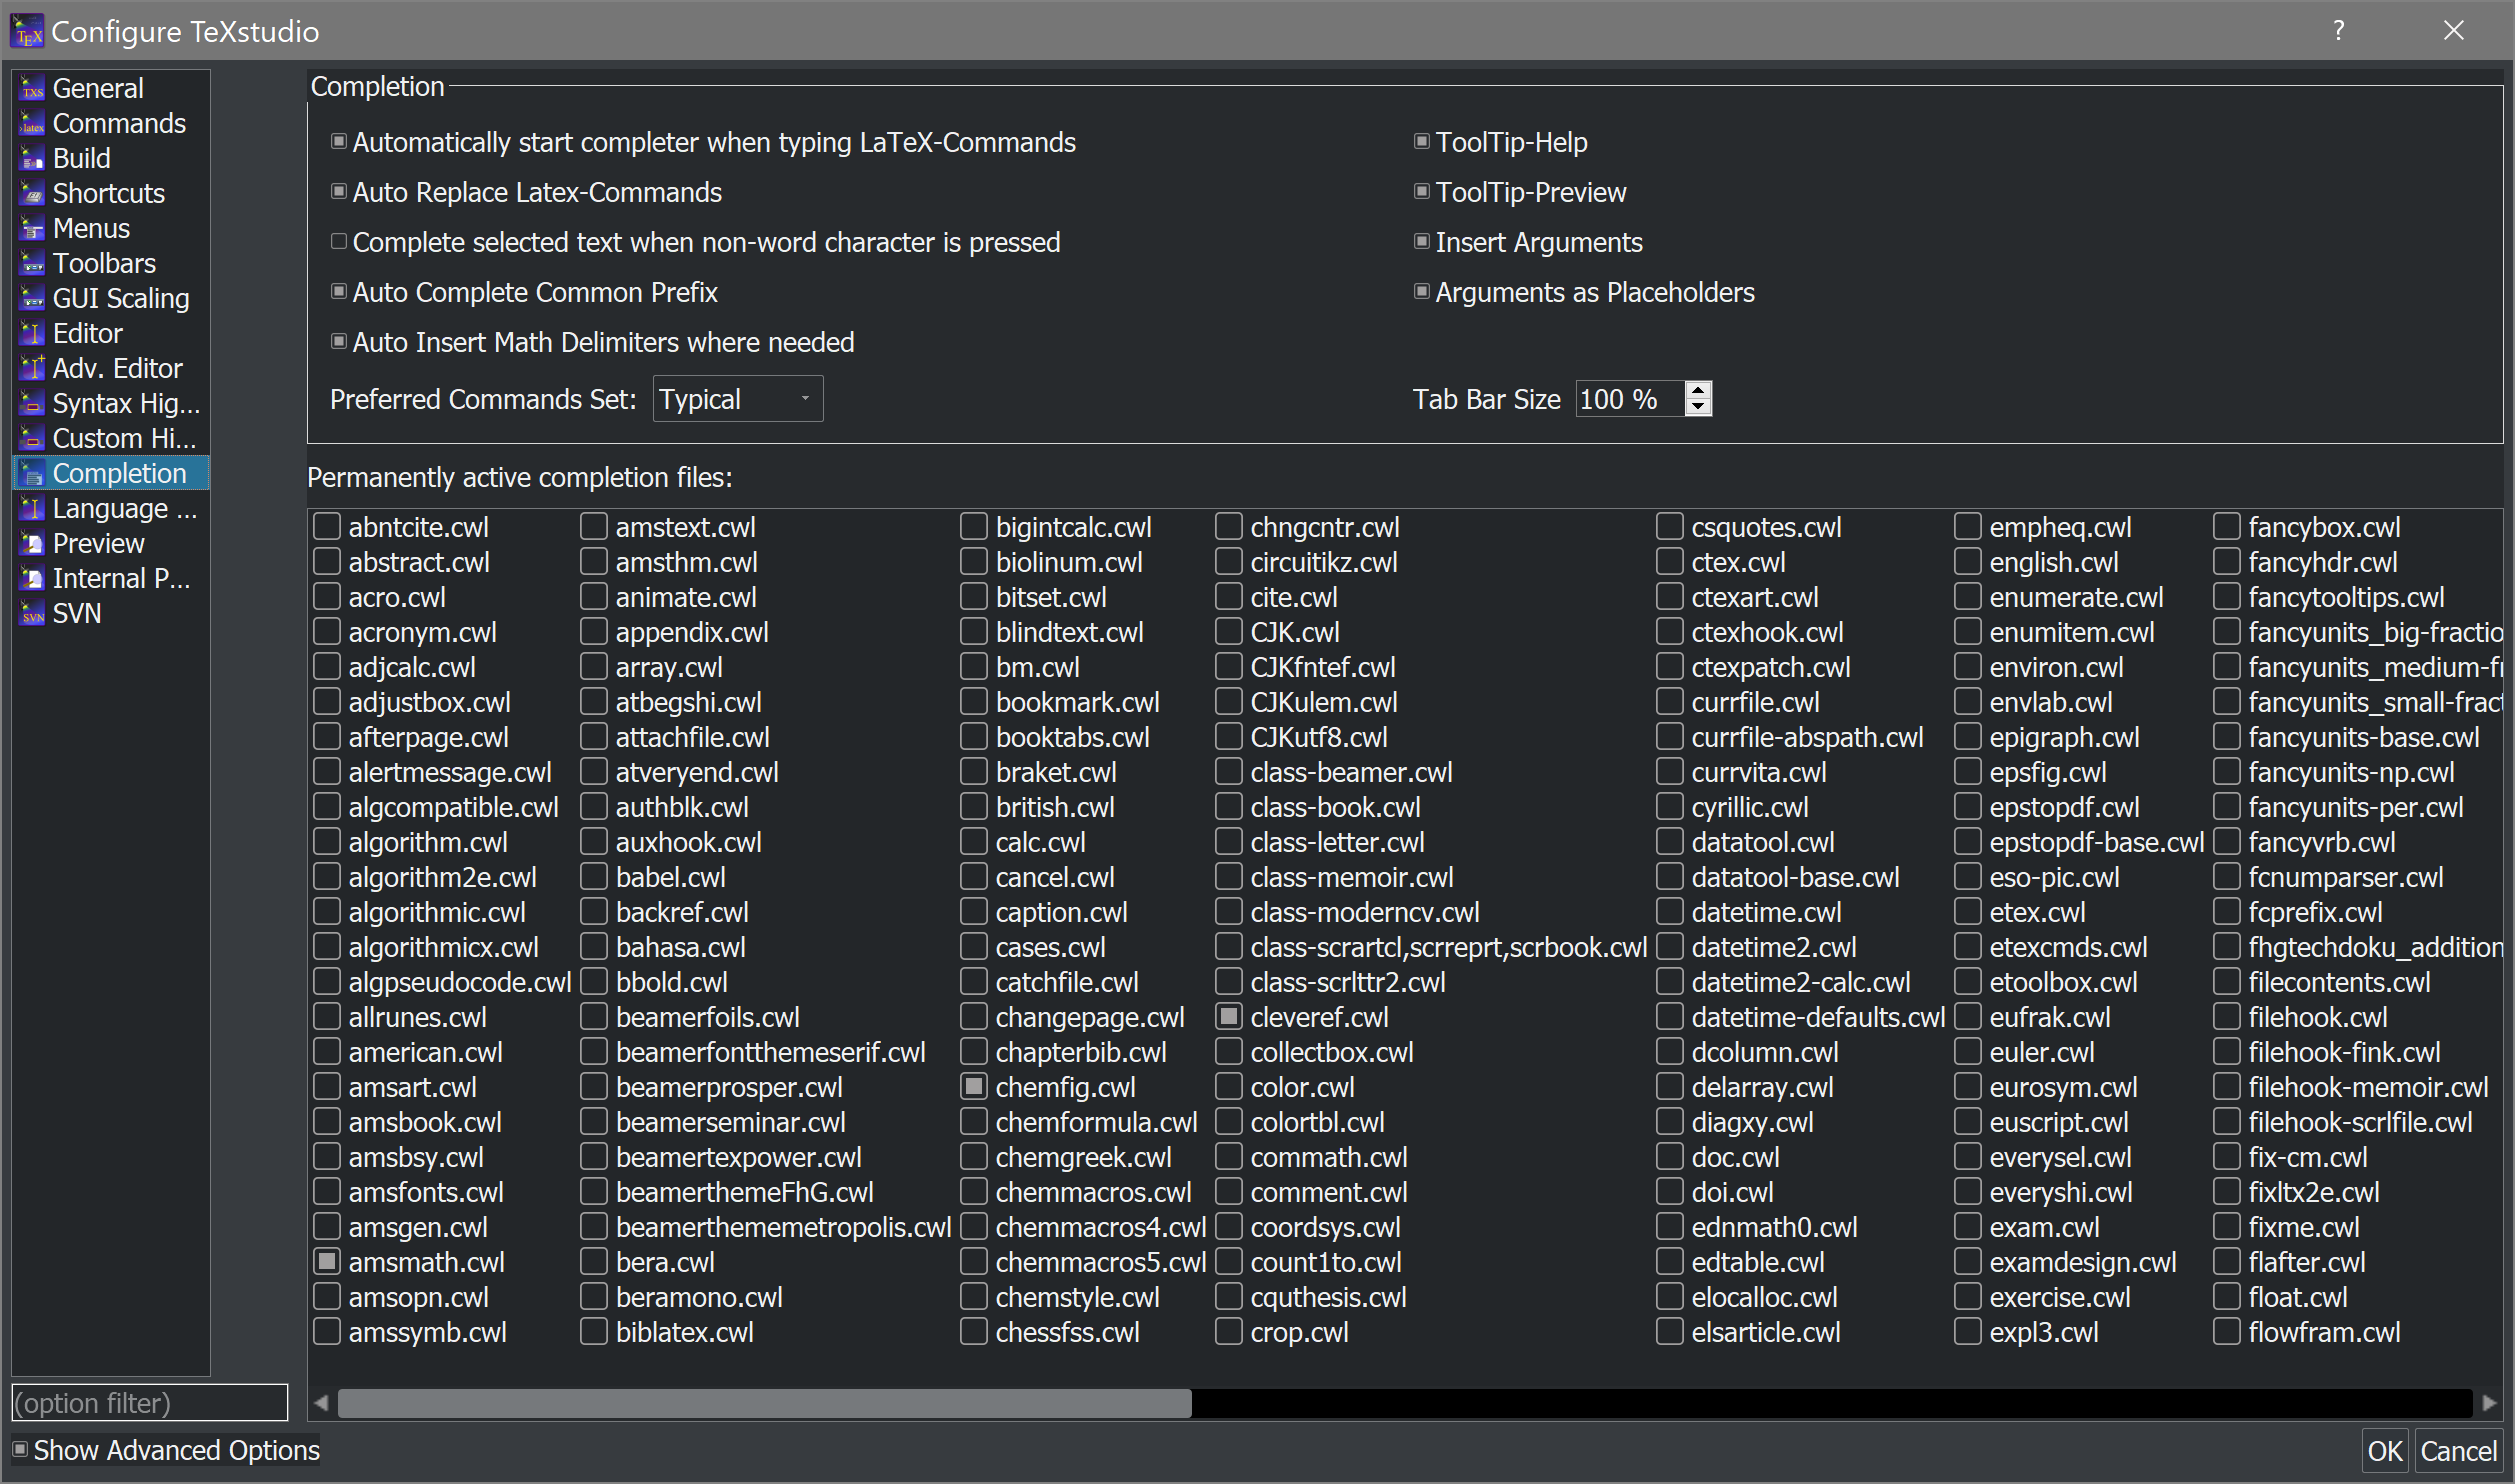 Configure TeXstudio
General
Commands
Build
Shortcuts
Menus
Toolbars
GUI Scaling
Editor
Adv. Editor
Syntax Hig...
Custom Hi...
Completion
Language ...
Preview
Internal P...
SVN
(option filter)
Show Advanced Options
Completion
Automatically start completer when typing LaTeX-Commands
Auto Replace Latex-Commands
Complete selected text when non-word character is pressed
Auto Complete Common Prefix
Auto Insert Math Delimiters where needed
Preferred Commands Set: Typical
ToolTip-Help
ToolTip-Preview
Insert Arguments
Arguments as Placeholders
Tab Bar Size 100 %
Permanently active completion files:
abntcite.cwl
abstract.cwl
acro.cwl
acronym.cwl
adjcalc.cwl
adjustbox.cwl
afterpage.cwl
alertmessage.cwl
algcompatible.cwl
algorithm.cwl
algorithm2e.cwl
algorithmic.cwl
algorithmicx.cwl
algpseudocode.cwl
allrunes.cwl
american.cwl
amsart.cwl
amsbook.cwl
amsbsy.cwl
amsfonts.cwl
amsgen.cwl
amsmath.cwl
amsopn.cwl
amssymb.cwl
amstext.cwl
amsthm.cwl
animate.cwl
appendix.cwl
array.cwl
atbegshi.cwl
attachfile.cwl
atveryend.cwl
authblk.cwl
auxhook.cwl
babel.cwl
backref.cwl
bahasa.cwl
bbold.cwl
beamerfoils.cwl
beamerfontthemeserif.cwl
beamerprosper.cwl
beamerseminar.cwl
beamertexpower.cwl
beamerthemeFhG.cwl
beamerthememetropolis.cwl
bera.cwl
beramono.cwl
biblatex.cwl
bigintcalc.cwl
biolinum.cwl
bitset.cwl
blindtext.cwl
bm.cwl
bookmark.cwl
booktabs.cwl
braket.cwl
british.cwl
calc.cwl
cancel.cwl
caption.cwl
cases.cwl
catchfile.cwl
changepage.cwl
chapterbib.cwl
chemfig.cwl
chemformula.cwl
chemgreek.cwl
chemmacros.cwl
chemmacros4.cwl
chemmacros5.cwl
chemstyle.cwl
chessfss.cwl
chngcntr.cwl
circuitikz.cwl
cite.cwl
CJK.cwl
CJKfntef.cwl
CJKulem.cwl
CJKutf8.cwl
class-beamer.cwl
class-book.cwl
class-letter.cwl
class-memoir.cwl
class-moderncv.cwl
class-scrartcl,scrreprt,scrbook.cwl
class-scrlttr2.cwl
cleveref.cwl
collectbox.cwl
color.cwl
colortbl.cwl
commath.cwl
comment.cwl
coordsys.cwl
count1to.cwl
cquthesis.cwl
crop.cwl
csquotes.cwl
ctex.cwl
ctexart.cwl
ctexhook.cwl
ctexpatch.cwl
currfile.cwl
currfile-abspath.cwl
currvita.cwl
cyrillic.cwl
datatool.cwl
datatool-base.cwl
datetime.cwl
datetime2.cwl
datetime2-calc.cwl
datetime-defaults.cwl
dcolumn.cwl
delarray.cwl
diagxy.cwl
doc.cwl
doi.cwl
ednmath0.cwl
edtable.cwl
elocalloc.cwl
elsarticle.cwl
empheq.cwl
english.cwl
enumerate.cwl
enumitem.cwl
environ.cwl
envlab.cwl
epigraph.cwl
epsfig.cwl
epstopdf.cwl
epstopdf-base.cwl
eso-pic.cwl
etex.cwl
etexcmds.cwl
etoolbox.cwl
eufrak.cwl
euler.cwl
eurosym.cwl
euscript.cwl
everysel.cwl
everyshi.cwl
exam.cwl
examdesign.cwl
exercise.cwl
expl3.cwl
fancybox.cwl
fancyhdr.cwl
fancytooltips.cwl
fancyunits_big-fractio
fancyunits_medium-fr
fancyunits_small-fract
fancyunits-base.cwl
fancyunits-np.cwl
fancyunits-per.cwl
fancyvrb.cwl
fcnumparser.cwl
fcprefix.cwl
fhgtechdoku_addition
filecontents.cwl
filehook.cwl
filehook-fink.cwl
filehook-memoir.cwl
filehook-scrlfile.cwl
fix-cm.cwl
fixltx2e.cwl
fixme.cwl
flafter.cwl
float.cwl
flowfram.cwl
OK
Cancel